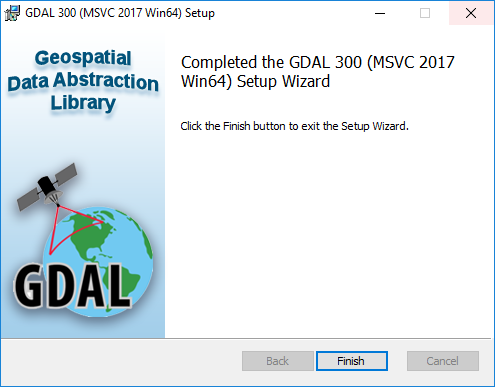 GDAL 300 (MSVC 2017 Win64) Setup
Geospatial
Data Abstraction
Library
GDAL
Completed the GDAL 300 (MSVC 2017
Win64) Setup Wizard
Click the Finish button to exit the Setup Wizard.
Back
Finish
Cancel